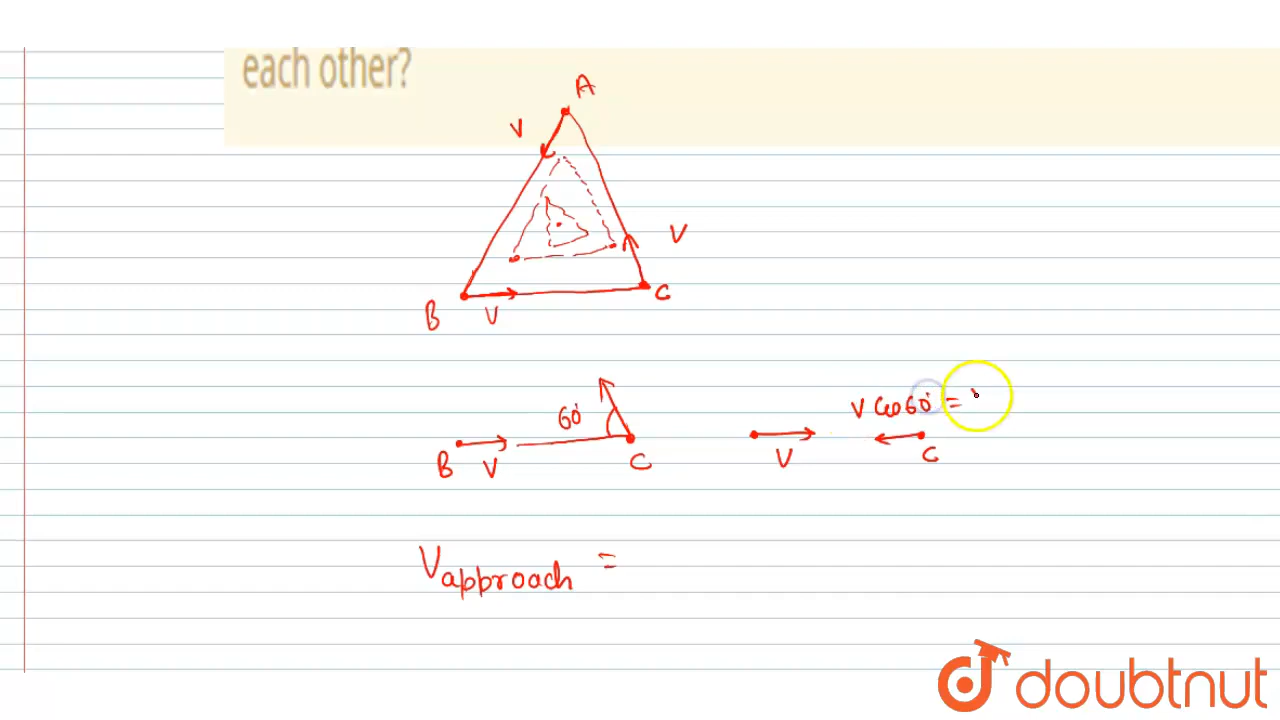 each other?
A
V
V
B
V
C
60°
V Cos60° =
B
V
C
V
C
Vapproach =
doubtnut